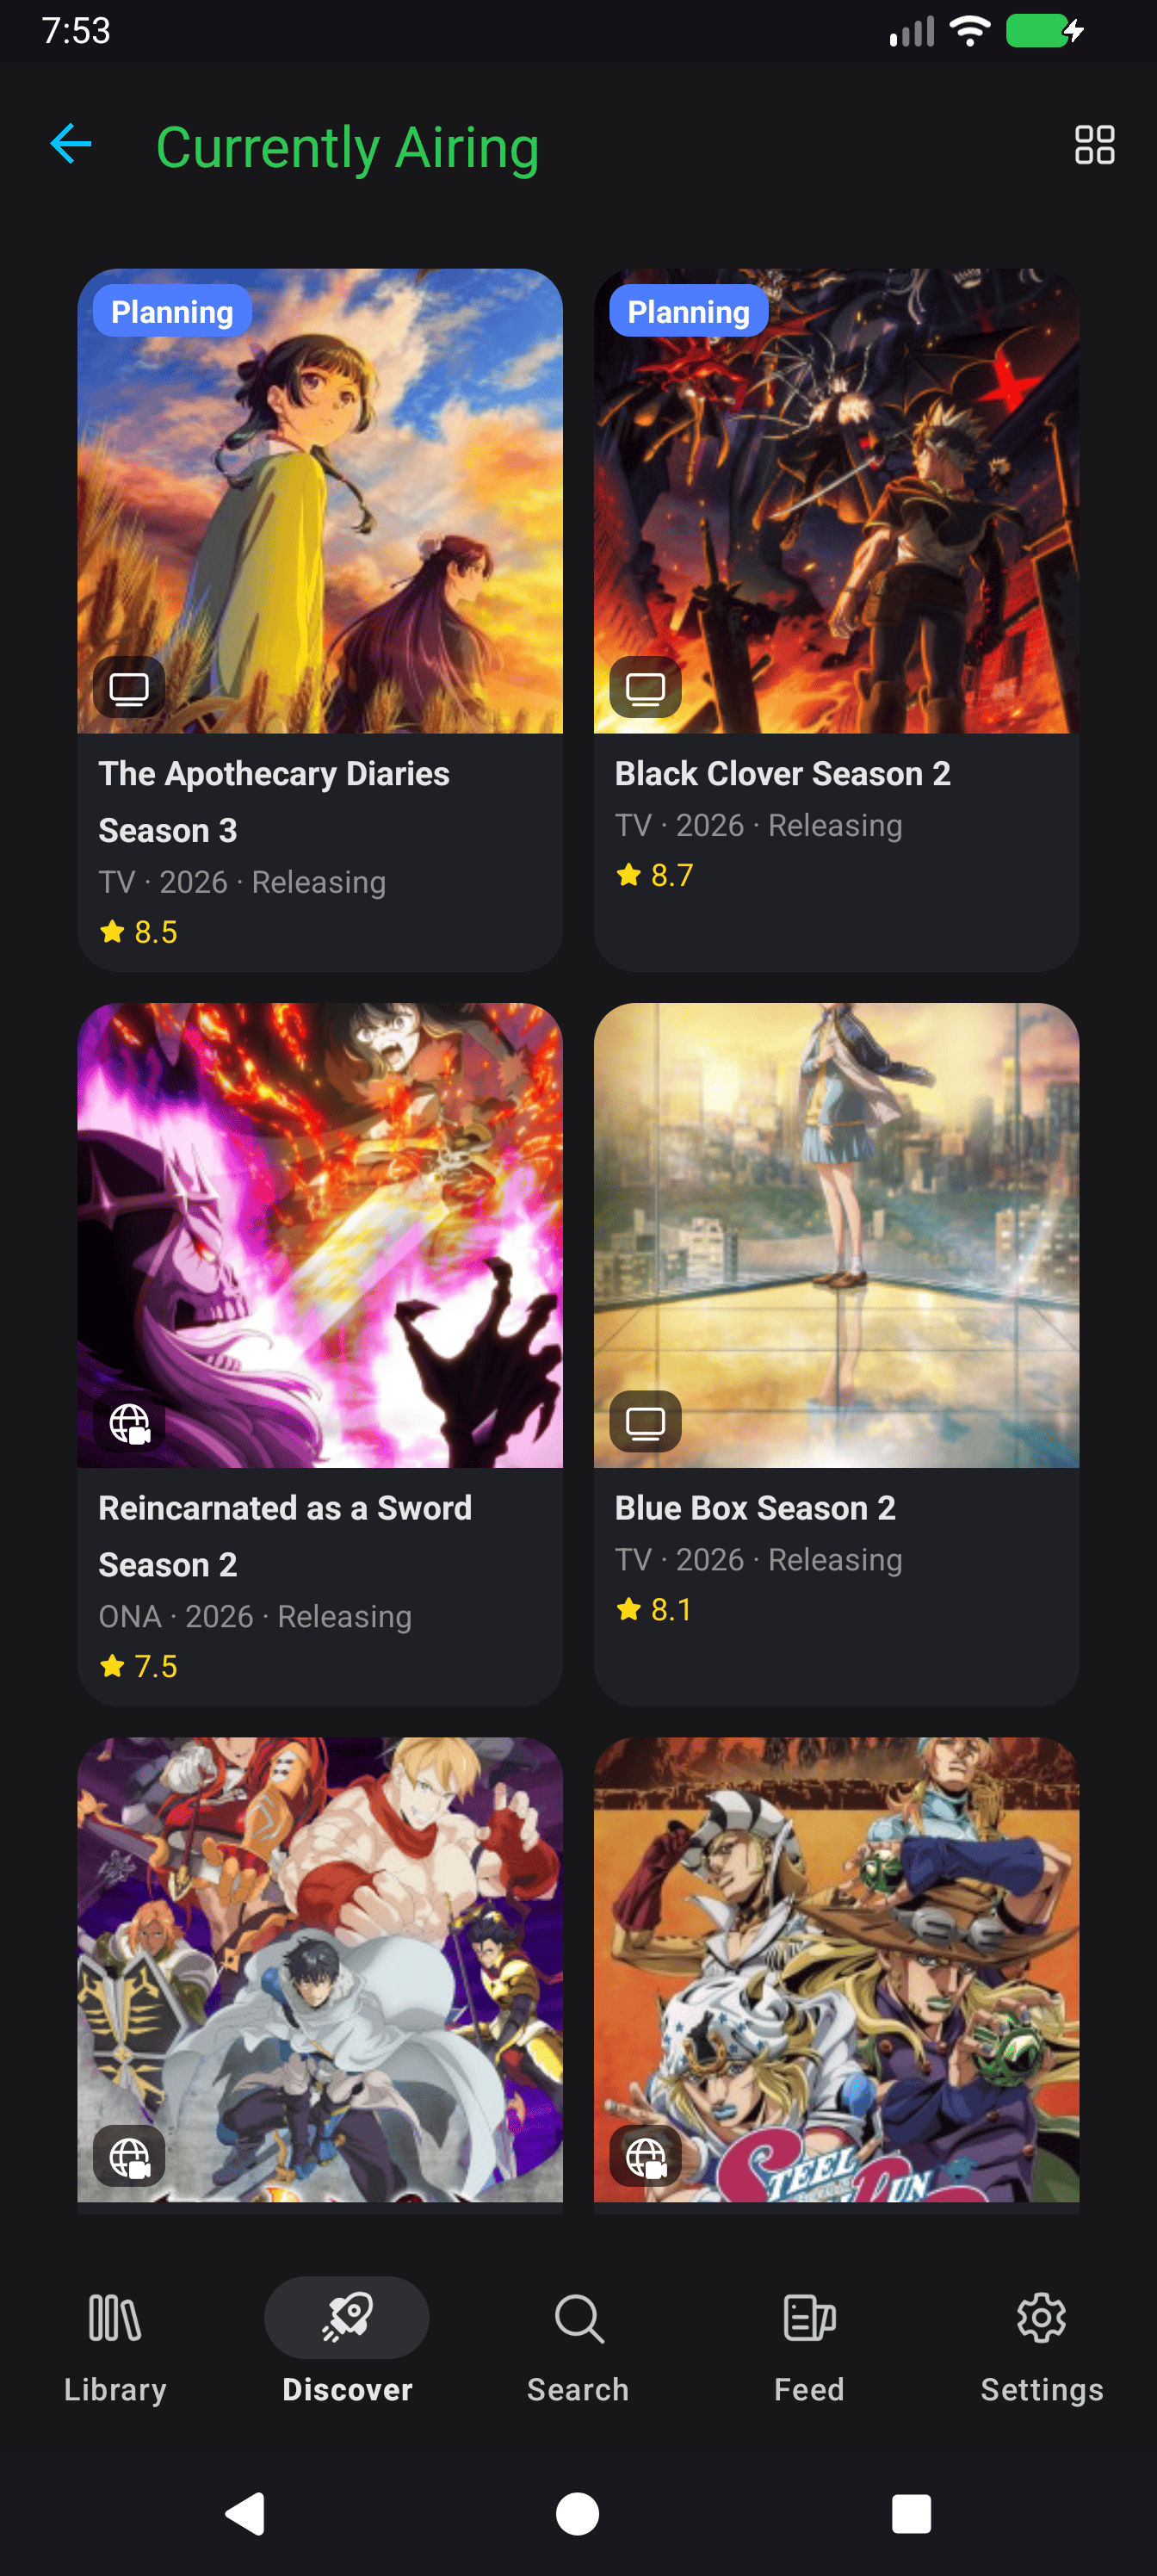 7:53
Currently Airing
Planning
Planning
The Apothecary Diaries
Season 3
TV · 2026 · Releasing
8.5
Black Clover Season 2
TV · 2026 · Releasing
8.7
Reincarnated as a Sword
Season 2
ONA · 2026 · Releasing
7.5
Blue Box Season 2
TV · 2026 · Releasing
8.1
STEEL
RUN
Library
Discover
Search
Feed
Settings